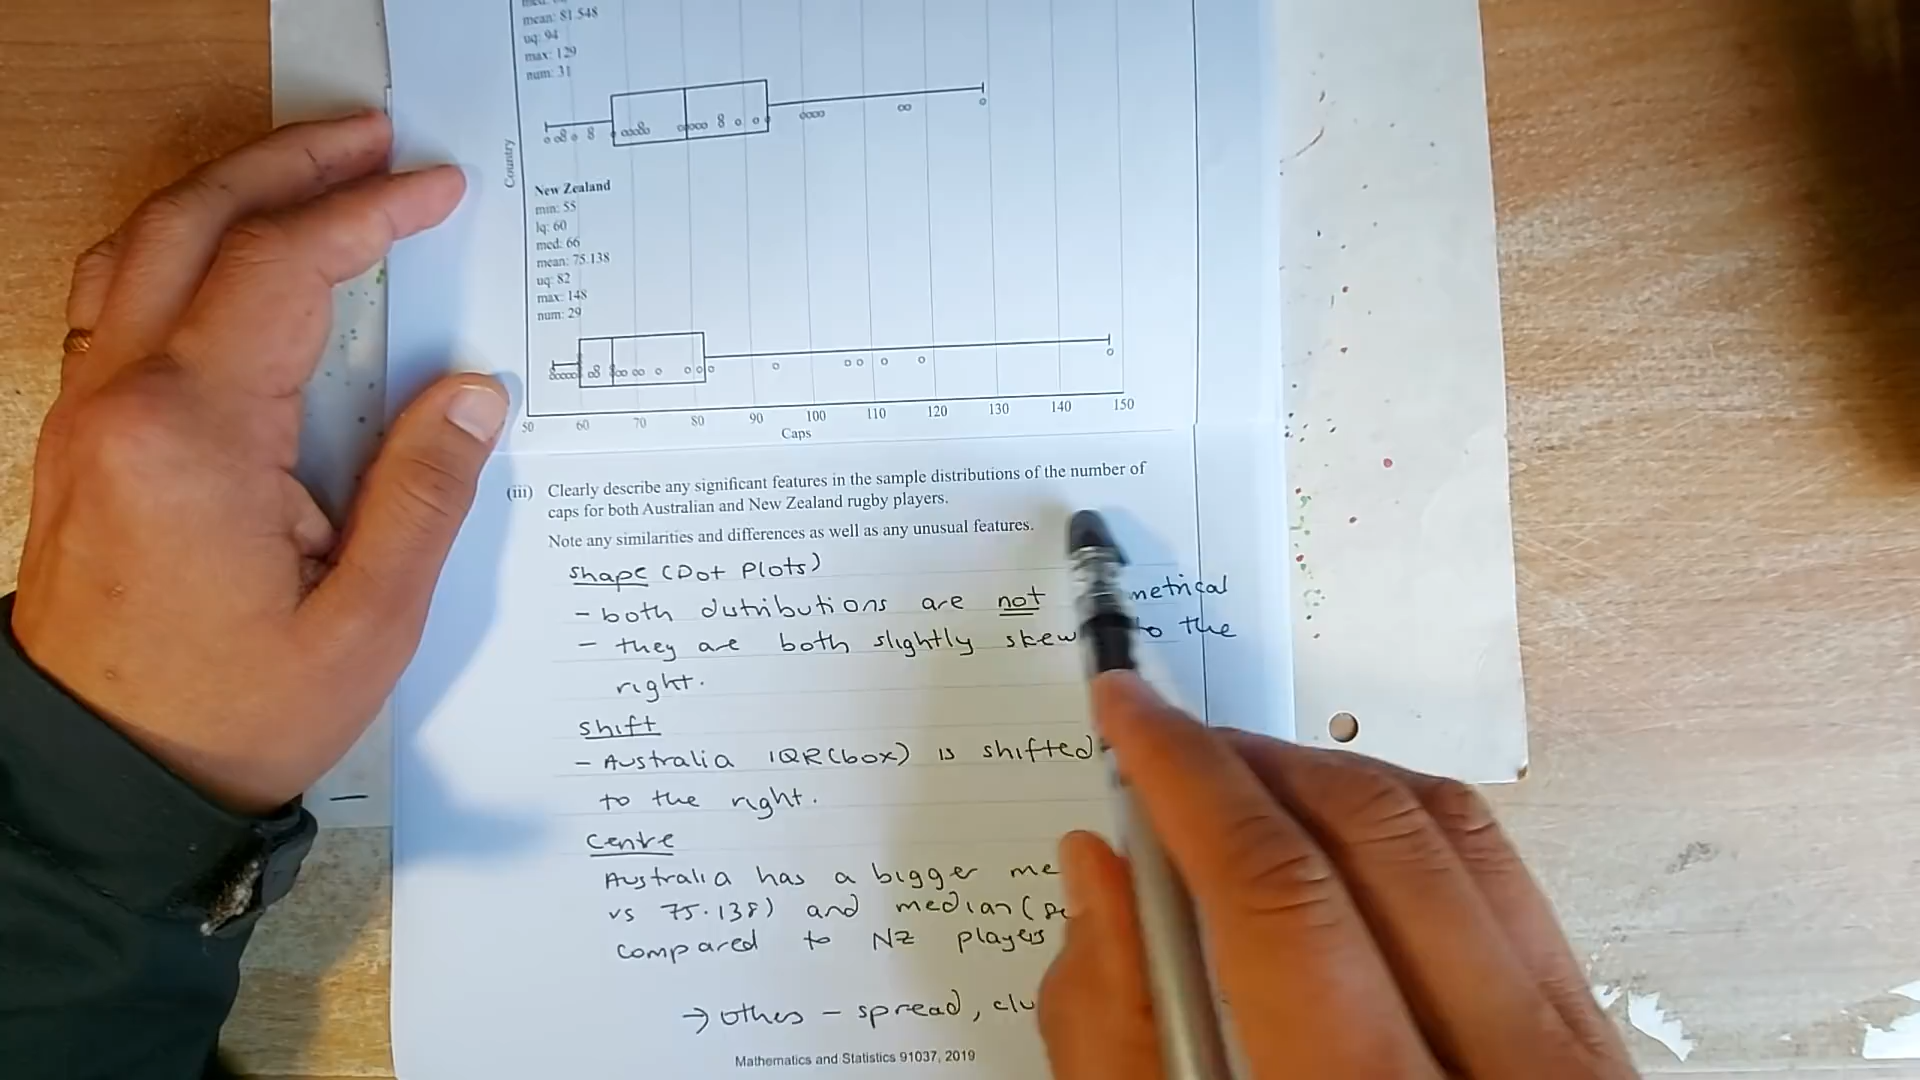 mean: 81.548
uq: 94
max: 129
num: 31
Country
New Zealand
min: 55
lq: 60
med: 66
mean: 75.138
uq: 82
max: 148
num: 29
50 60 70 80 90 100 110 120 130 140 150
Caps
(iii) Clearly describe any significant features in the sample distributions of the number of
caps for both Australian and New Zealand rugby players.
Note any similarities and differences as well as any unusual features.
Shape (Dot Plots)
- both distributions are not metrical
- they are both slightly skew to the
right.
Shift
- Australia IQR(box) is shifted
to the right.
Centre
Australia has a bigger me
vs 75.138) and median (
compared to NZ players
→ others - spread, clu
Mathematics and Statistics 91037, 2019